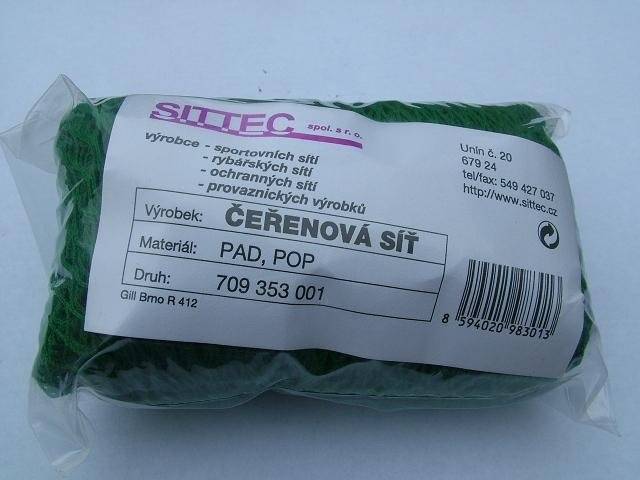 SITTEC spol. s r. o.
výrobce - sportovních sítí
- rybářských sítí
- ochranných sítí
- provaznických výrobků
Unín č. 20
679 24
tel/fax: 549 427 037
http://www.sittec.cz
Výrobek: ČEŘENOVÁ SÍŤ
Materiál: PAD, POP
Druh: 709 353 001
Gill Brno R 412
8 594020 983013